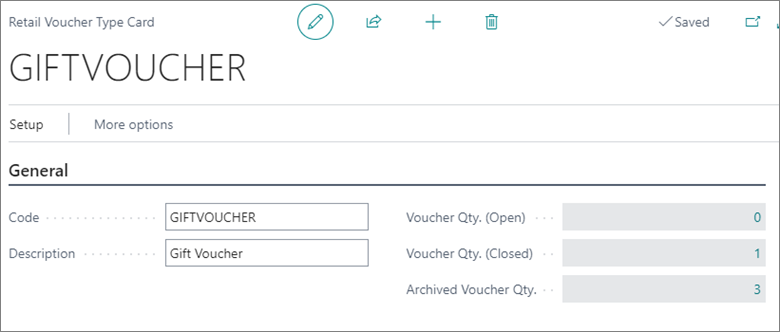 Retail Voucher Type Card
Saved
GIFTVOUCHER
Setup
More options
General
Code GIFTVOUCHER
Voucher Qty. (Open) 0
Description Gift Voucher
Voucher Qty. (Closed) 1
Archived Voucher Qty. 3